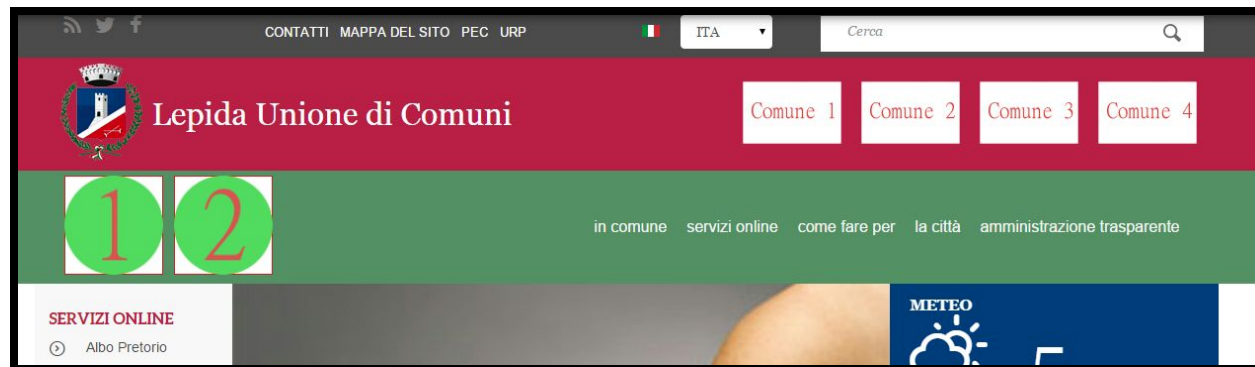 CONTATTI MAPPA DEL SITO PEC URP ITA Cerca
Lepida Unione di Comuni
Comune 1 Comune 2 Comune 3 Comune 4
1 2
in comune servizi online come fare per la città amministrazione trasparente
SERVIZI ONLINE
Albo Pretorio
METEO